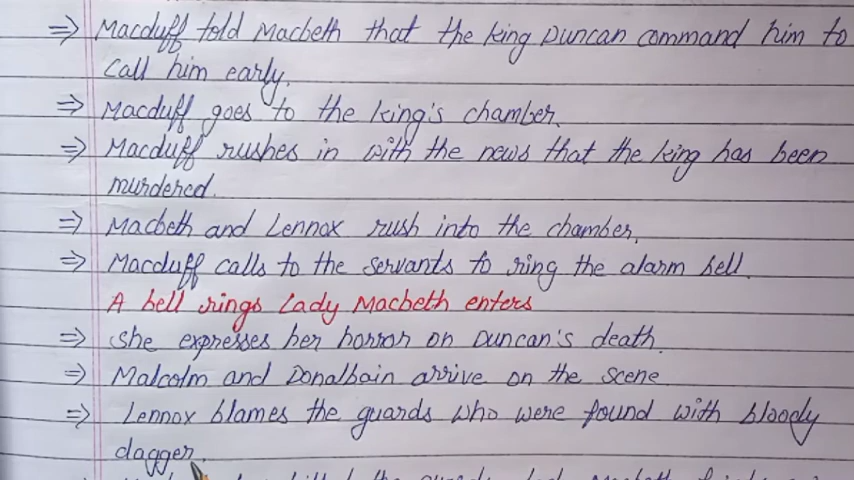 ⇒ Macduff told Macbeth that the king Duncan command him to
call him early.
⇒ Macduff goes to the king's chamber.
⇒ Macduff rushes in with the news that the king has been
murdered.
⇒ Macbeth and Lennox rush into the chamber.
⇒ Macduff calls to the servants to ring the alarm bell.
A bell rings Lady Macbeth enters
⇒ She expresses her horror on Duncan's death.
⇒ Malcolm and Donalbain arrive on the scene
⇒ Lennox blames the guards who were found with bloody
dagger.